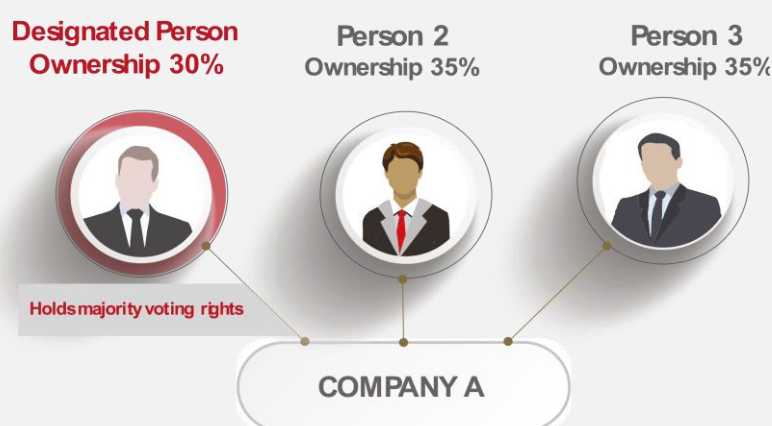 Designated Person
Ownership 30%
Person 2
Ownership 35%
Person 3
Ownership 35%
Holds majority voting rights
COMPANY A